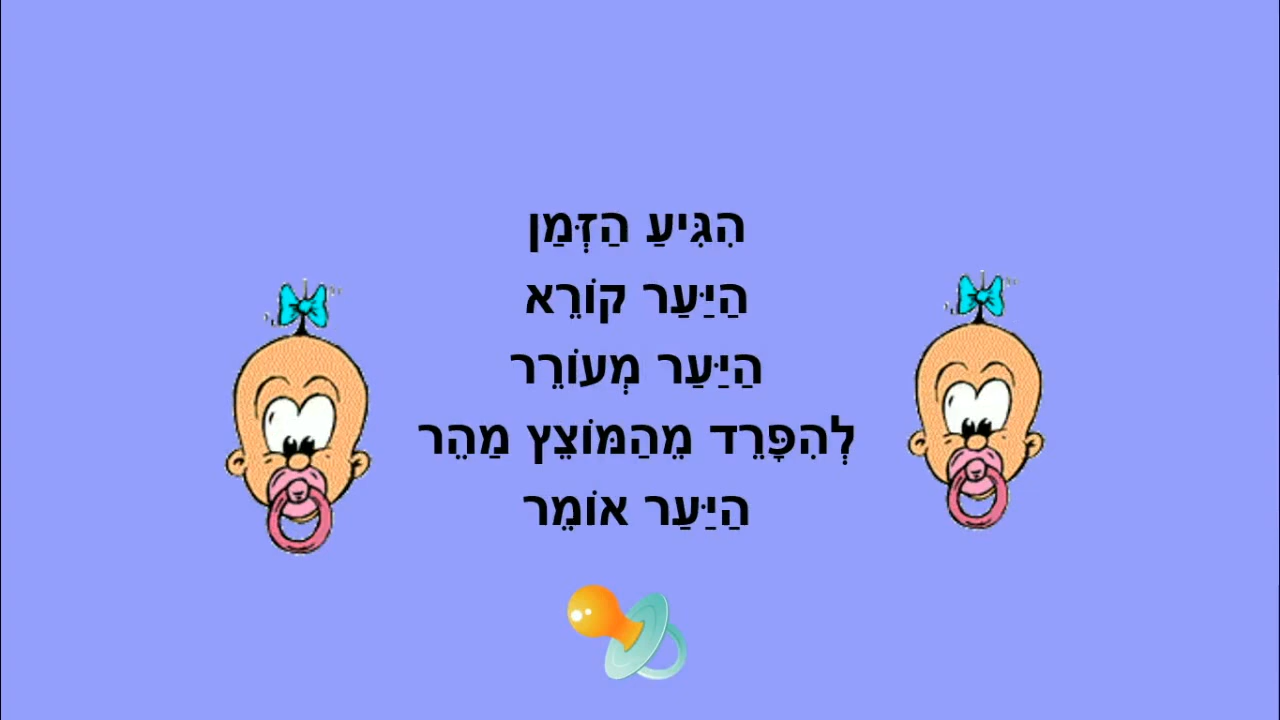 הִגִּיעַ הַזְּמַן
הַיַּעַר קוֹרֵא
הַיַּעַר מְעוֹרֵר
לְהִפָּרֵד מֵהַמּוֹצֵץ מַהֵר
הַיַּעַר אוֹמֵר